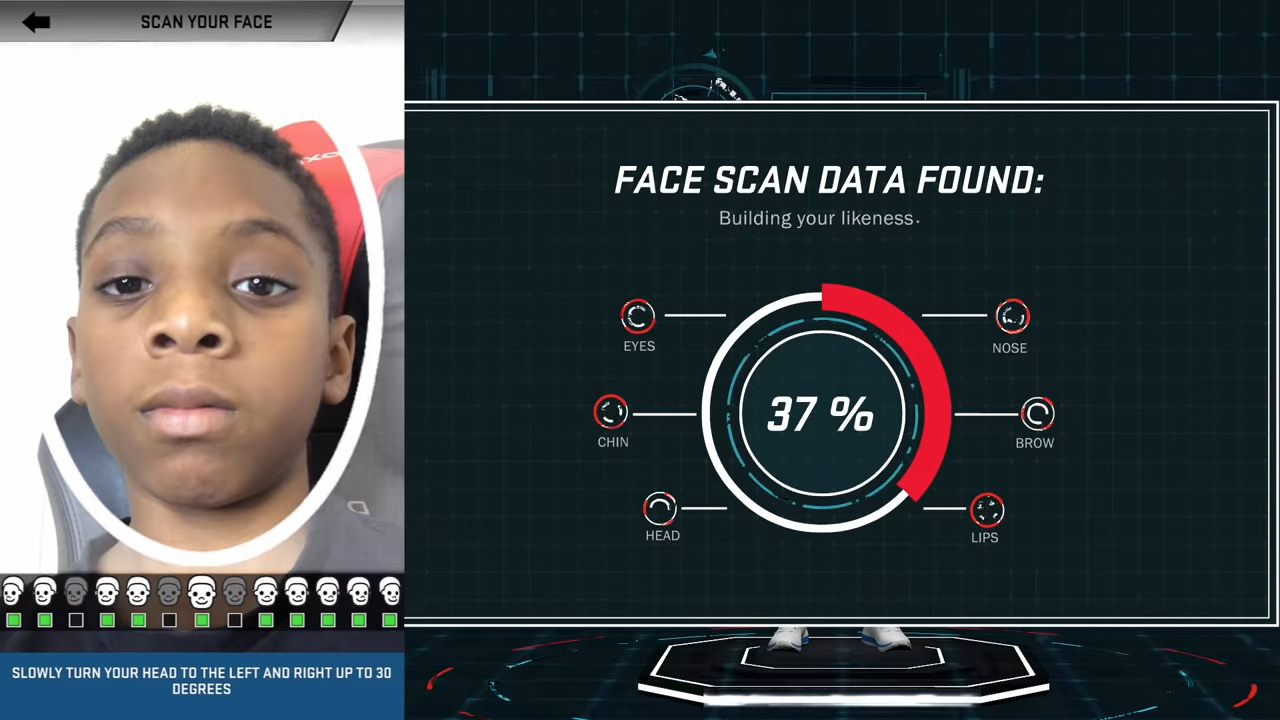 SCAN YOUR FACE
FACE SCAN DATA FOUND:
Building your likeness.
EYES
NOSE
37 %
CHIN
BROW
HEAD
LIPS
SLOWLY TURN YOUR HEAD TO THE LEFT AND RIGHT UP TO 30
DEGREES